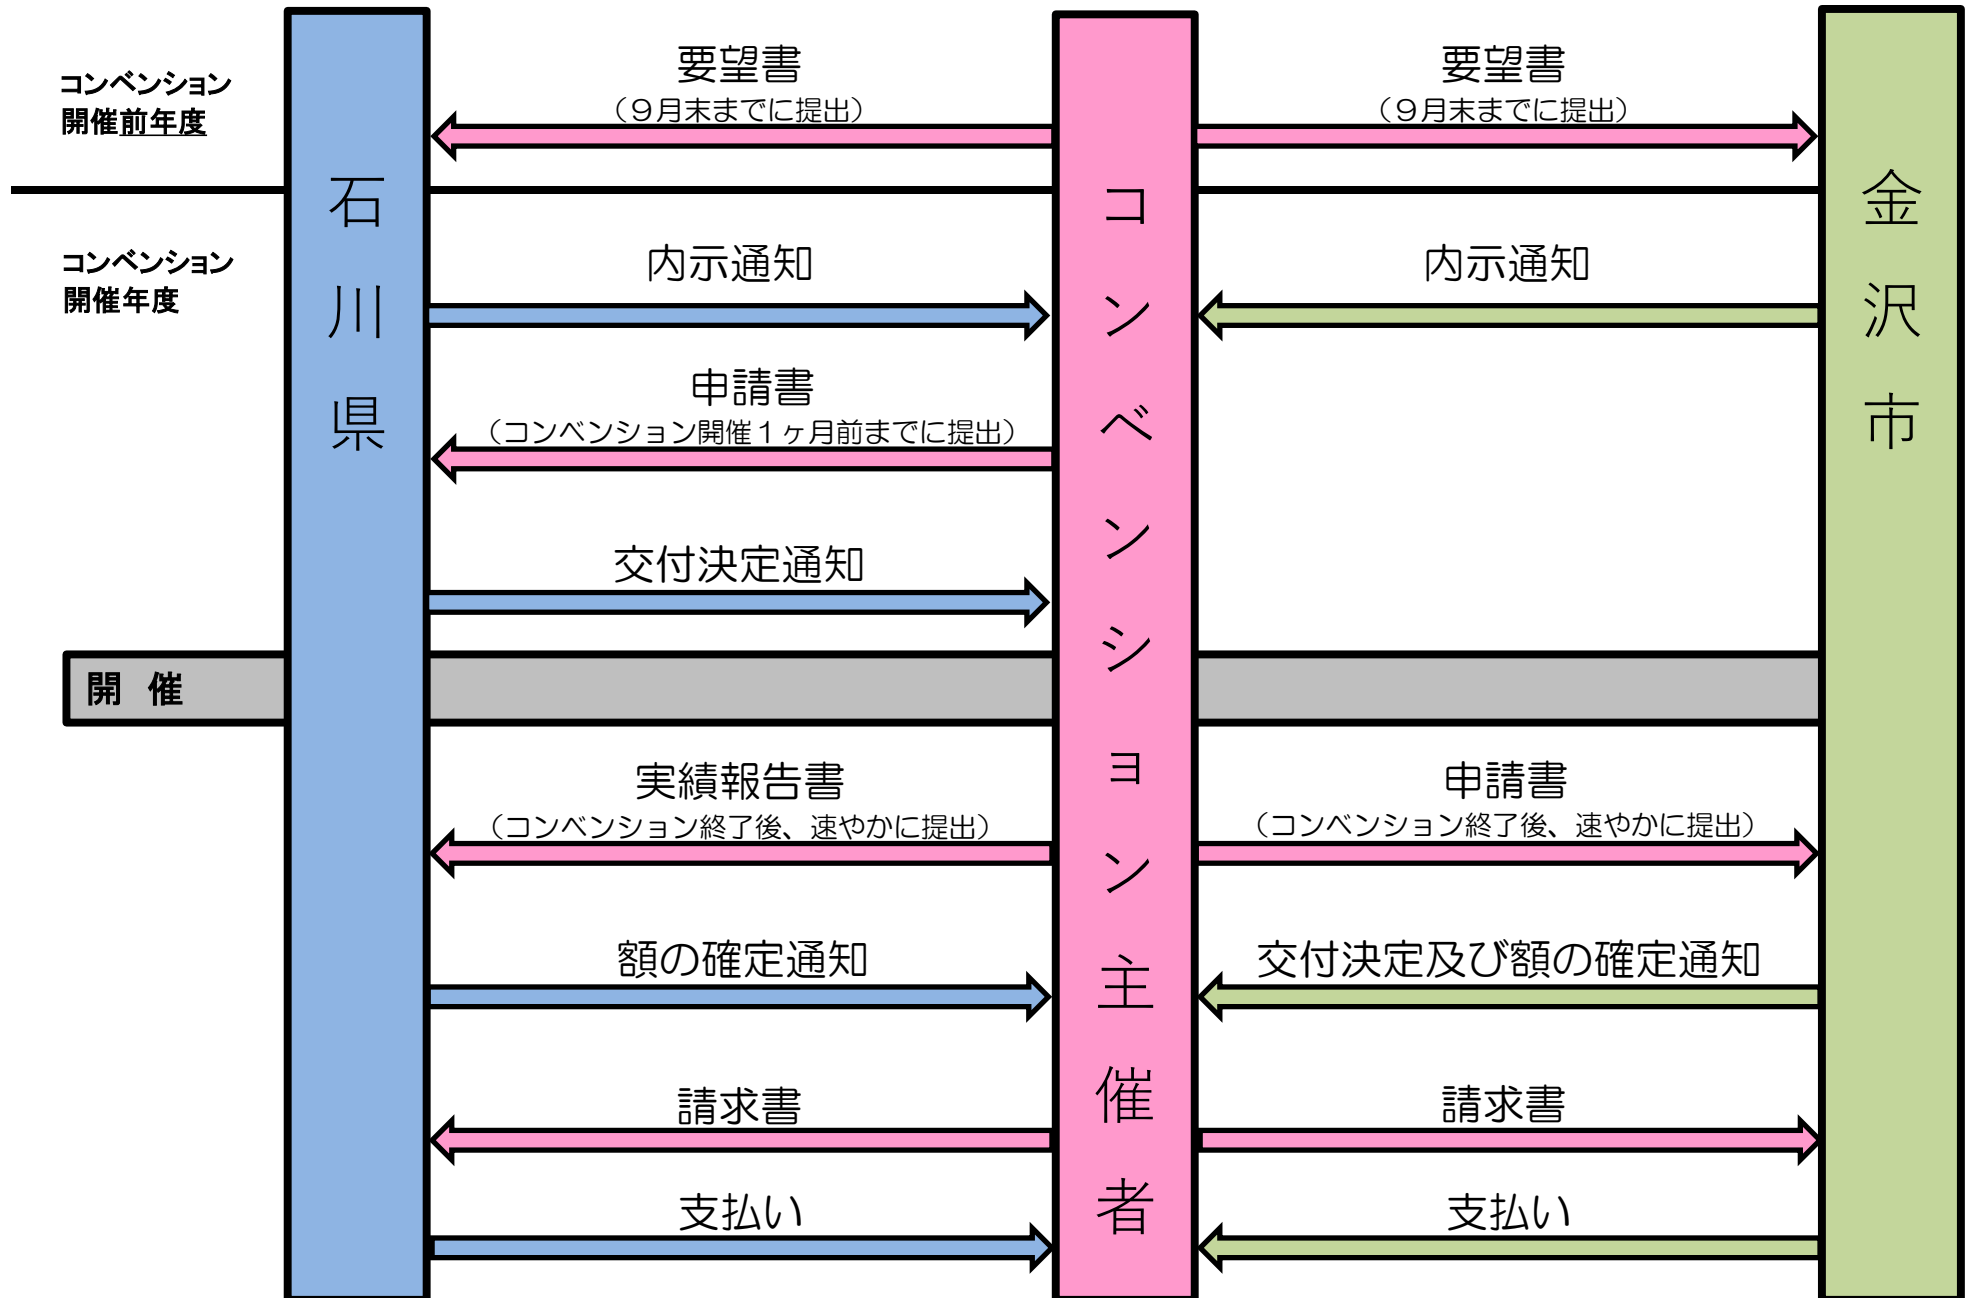 コンベンション
開催前年度
要望書
(９月末までに提出)
要望書
(９月末までに提出)
石川県
コンベンション主催者
金沢市
コンベンション
開催年度
内示通知
内示通知
申請書
(コンベンション開催１ヶ月前までに提出)
交付決定通知
開 催
実績報告書
(コンベンション終了後、速やかに提出)
申請書
(コンベンション終了後、速やかに提出)
額の確定通知
交付決定及び額の確定通知
請求書
請求書
支払い
支払い